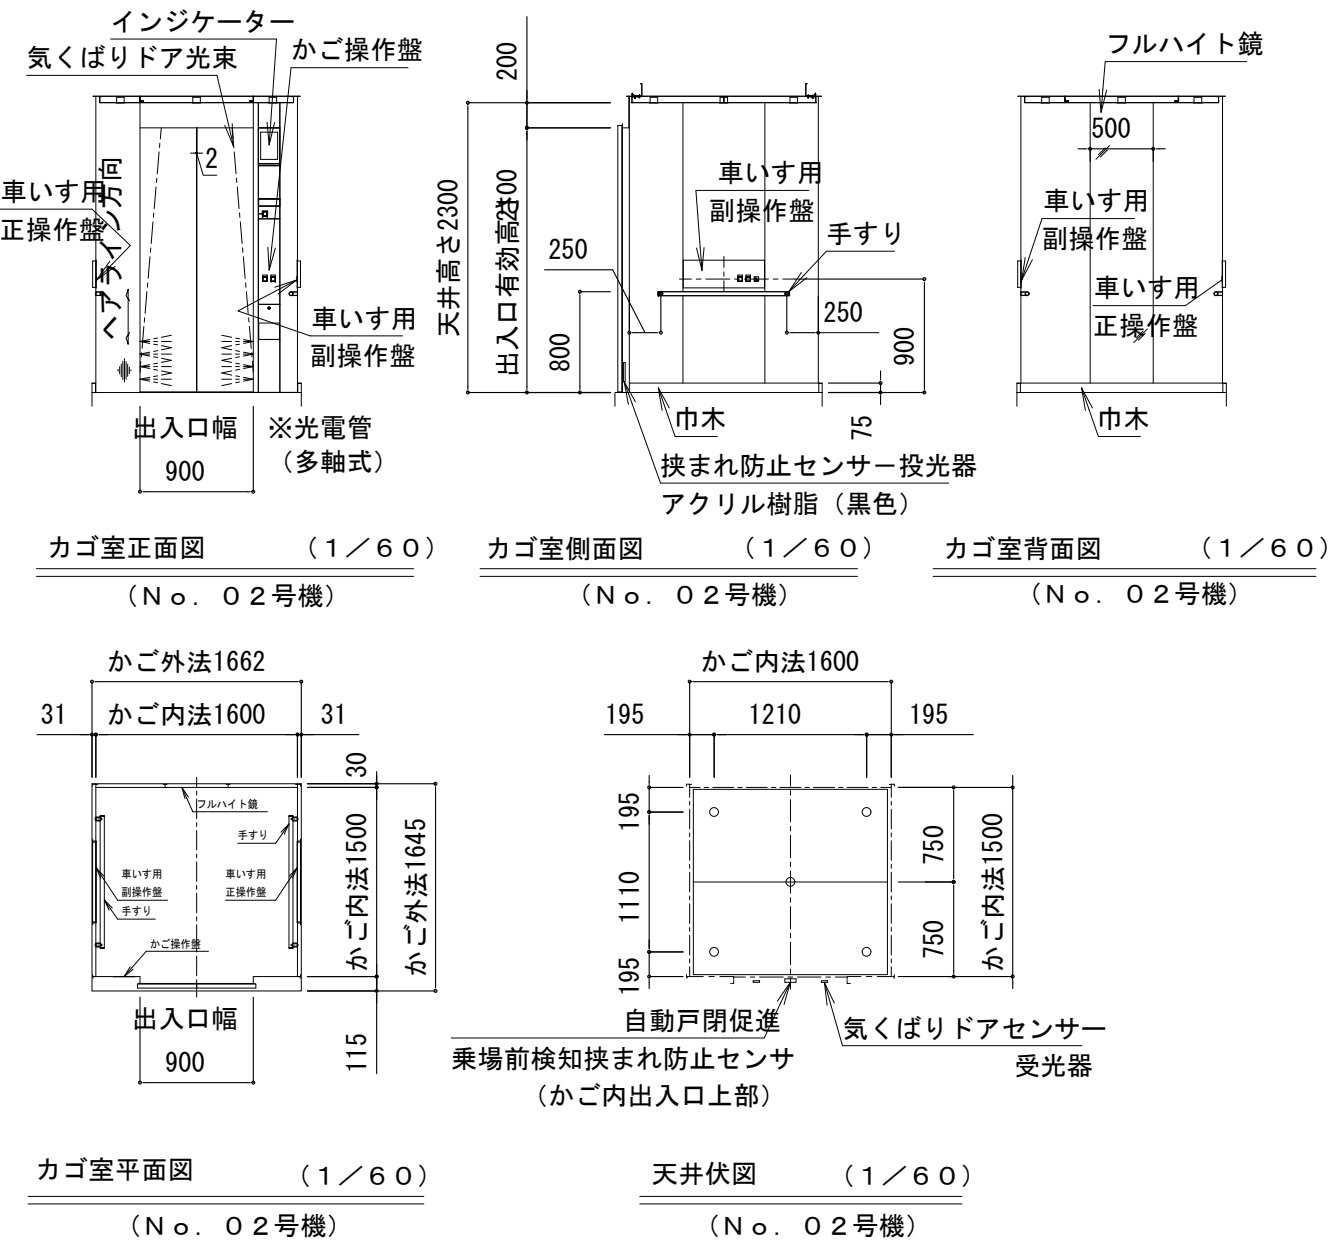 インジケーター
気くばりドア光束
かご操作盤
2
ヘアライン方向
車いす用
正操作盤
車いす用
副操作盤
出入口幅
900
※光電管
（多軸式）
カゴ室正面図 （１／６０）
（Ｎｏ．０２号機）
200
天井高さ2300
出入口有効高さ2100
250
800
車いす用
副操作盤
手すり
250
900
75
巾木
挟まれ防止センサー投光器
アクリル樹脂（黒色）
カゴ室側面図 （１／６０）
（Ｎｏ．０２号機）
フルハイト鏡
500
車いす用
副操作盤
車いす用
正操作盤
巾木
カゴ室背面図 （１／６０）
（Ｎｏ．０２号機）
かご外法1662
31 かご内法1600 31
30
フルハイト鏡
手すり
車いす用
副操作盤
車いす用
正操作盤
手すり
かご操作盤
かご内法1500
かご外法1645
出入口幅
900
115
カゴ室平面図 （１／６０）
（Ｎｏ．０２号機）
かご内法1600
195 1210 195
195
1110
195
750
750
かご内法1500
自動戸閉促進
乗場前検知挟まれ防止センサ
（かご内出入口上部）
気くばりドアセンサー
受光器
天井伏図 （１／６０）
（Ｎｏ．０２号機）